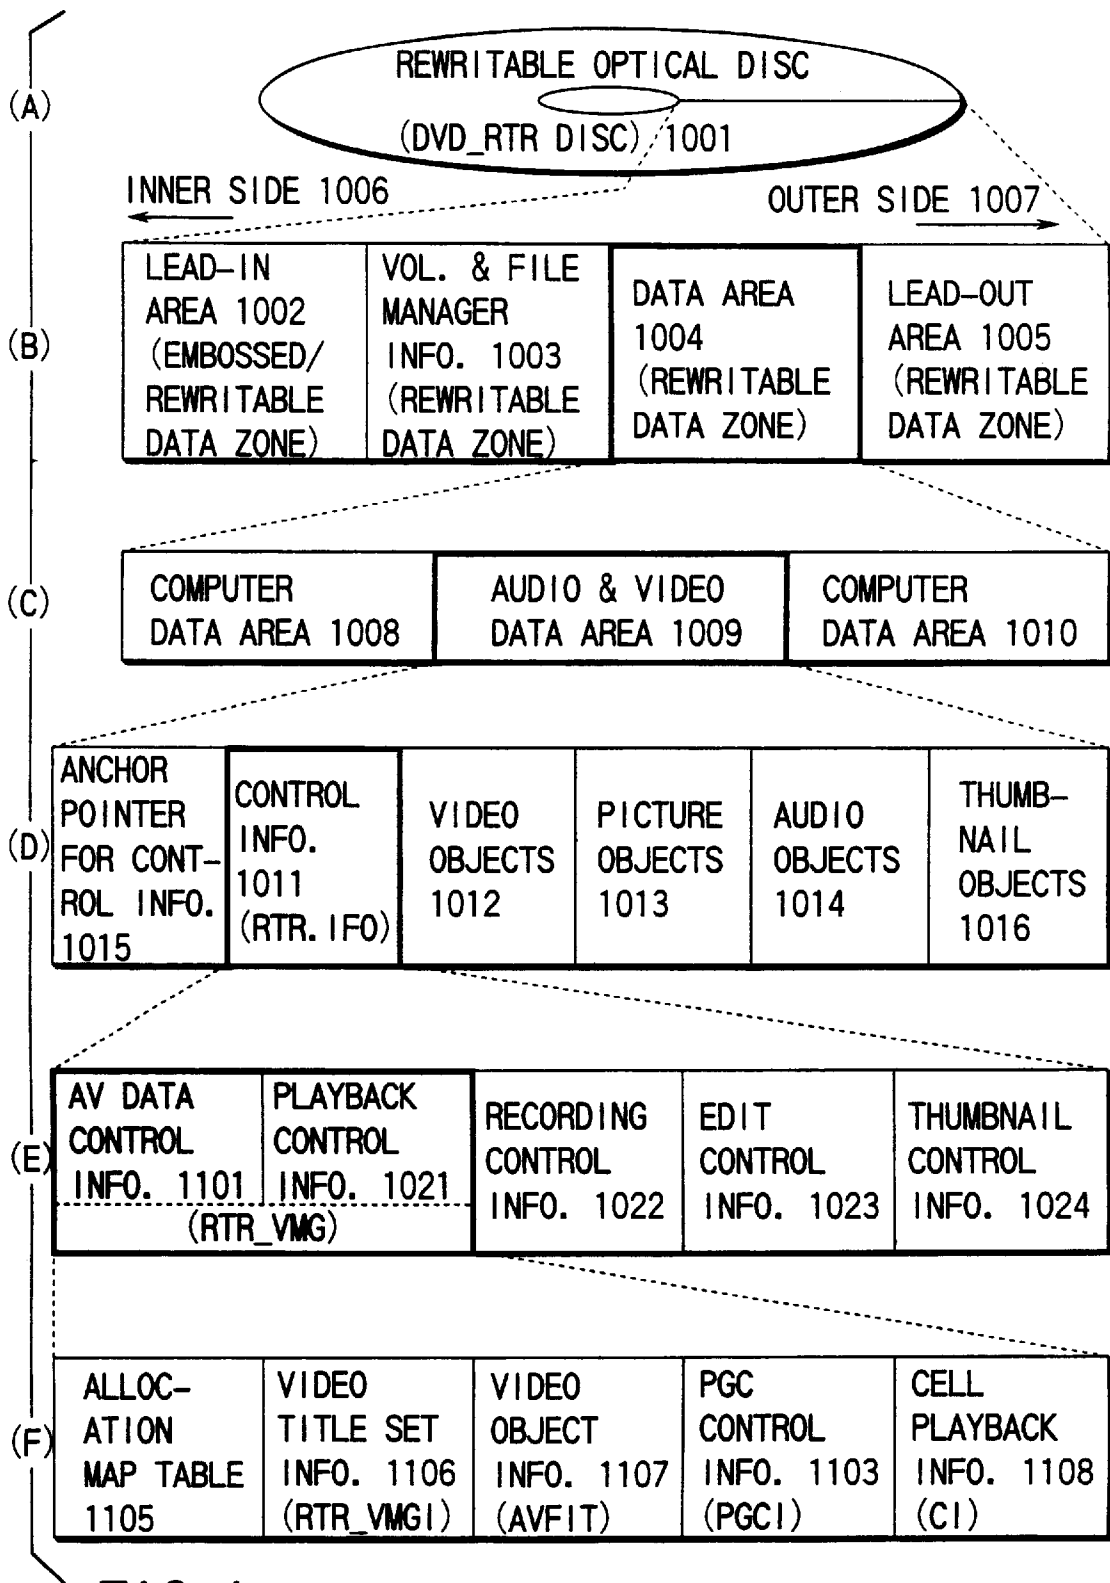 (A)
REWRITABLE OPTICAL DISC
(DVD_RTR DISC) 1001
INNER SIDE 1006
OUTER SIDE 1007
(B)
LEAD-IN
AREA 1002
(EMBOSSED/
REWRITABLE
DATA ZONE)
VOL. & FILE
MANAGER
INFO. 1003
(REWRITABLE
DATA ZONE)
DATA AREA
1004
(REWRITABLE
DATA ZONE)
LEAD-OUT
AREA 1005
(REWRITABLE
DATA ZONE)
(C)
COMPUTER
DATA AREA 1008
AUDIO & VIDEO
DATA AREA 1009
COMPUTER
DATA AREA 1010
(D)
ANCHOR
POINTER
FOR CONT-
ROL INFO.
1015
CONTROL
INFO.
1011
(RTR.IFO)
VIDEO
OBJECTS
1012
PICTURE
OBJECTS
1013
AUDIO
OBJECTS
1014
THUMB-
NAIL
OBJECTS
1016
(E)
AV DATA
CONTROL
INFO. 1101
PLAYBACK
CONTROL
INFO. 1021
(RTR_VMG)
RECORDING
CONTROL
INFO. 1022
EDIT
CONTROL
INFO. 1023
THUMBNAIL
CONTROL
INFO. 1024
(F)
ALLOC-
ATION
MAP TABLE
1105
VIDEO
TITLE SET
INFO. 1106
(RTR_VMGI)
VIDEO
OBJECT
INFO. 1107
(AVFIT)
PGC
CONTROL
INFO. 1103
(PGCI)
CELL
PLAYBACK
INFO. 1108
(CI)